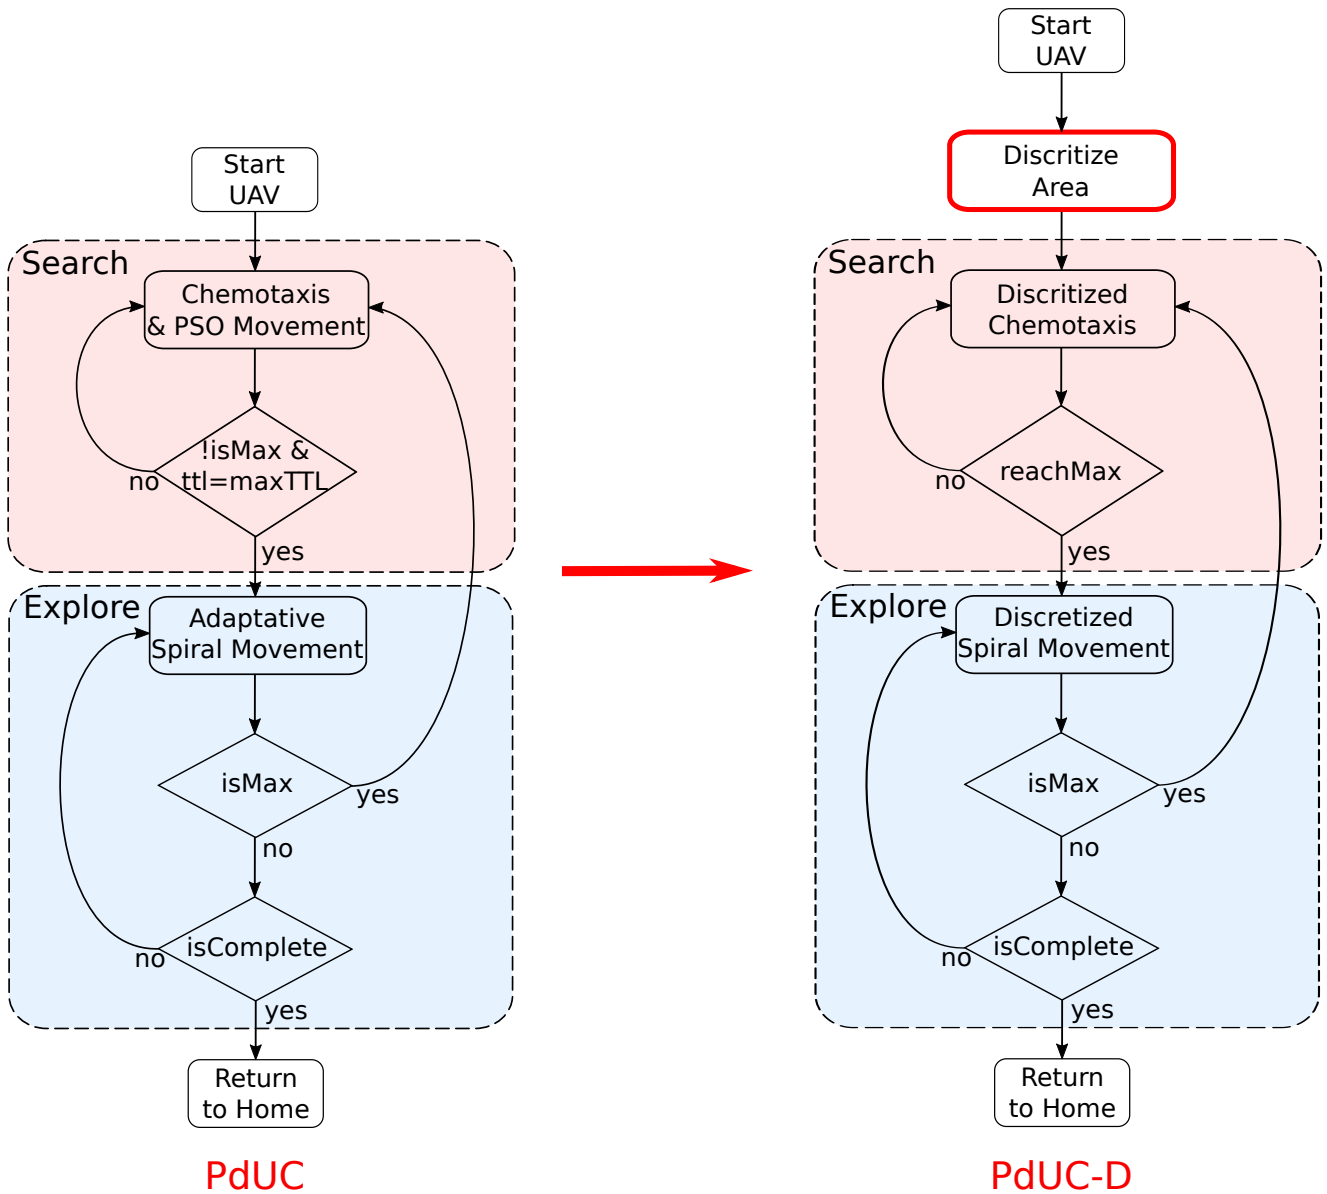 Start
UAV
Search
Chemotaxis
& PSO Movement
!isMax &
ttl=maxTTL
no
yes
Explore
Adaptative
Spiral Movement
isMax
yes
no
isComplete
no
yes
Return
to Home
PdUC
Start
UAV
Discritize
Area
Search
Discritized
Chemotaxis
reachMax
no
yes
Explore
Discretized
Spiral Movement
isMax
yes
no
isComplete
no
yes
Return
to Home
PdUC-D